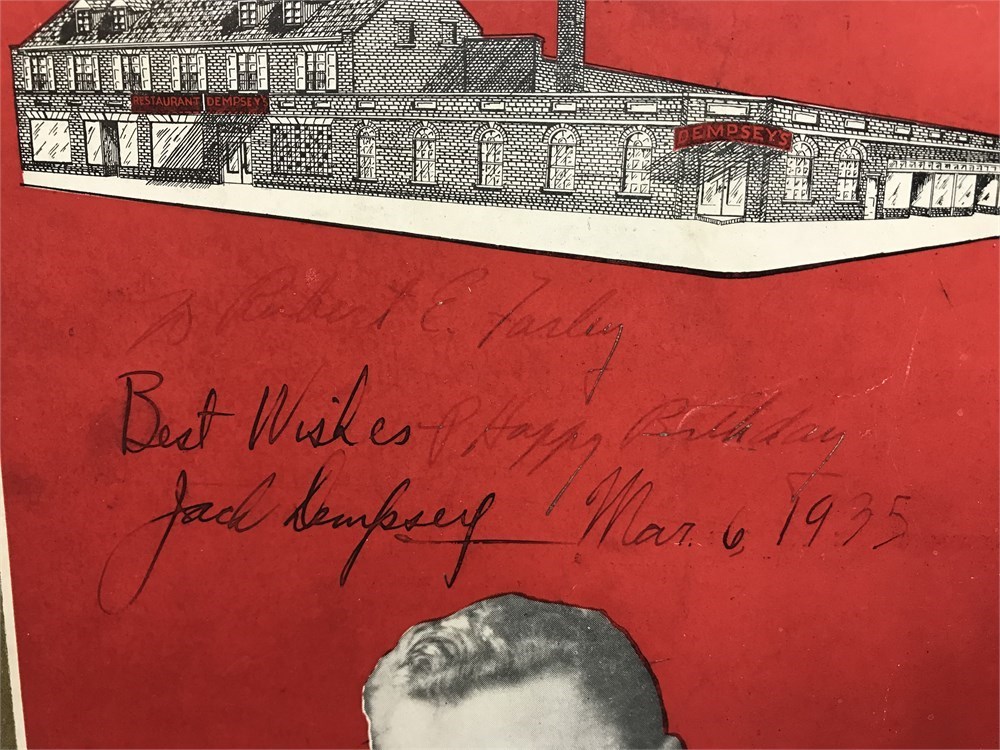 RESTAURANT DEMPSEY'S
DEMPSEY'S
To Robert E. Farley
Best Wishes & Happy Birthday
Jack Dempsey Mar. 6, 1935